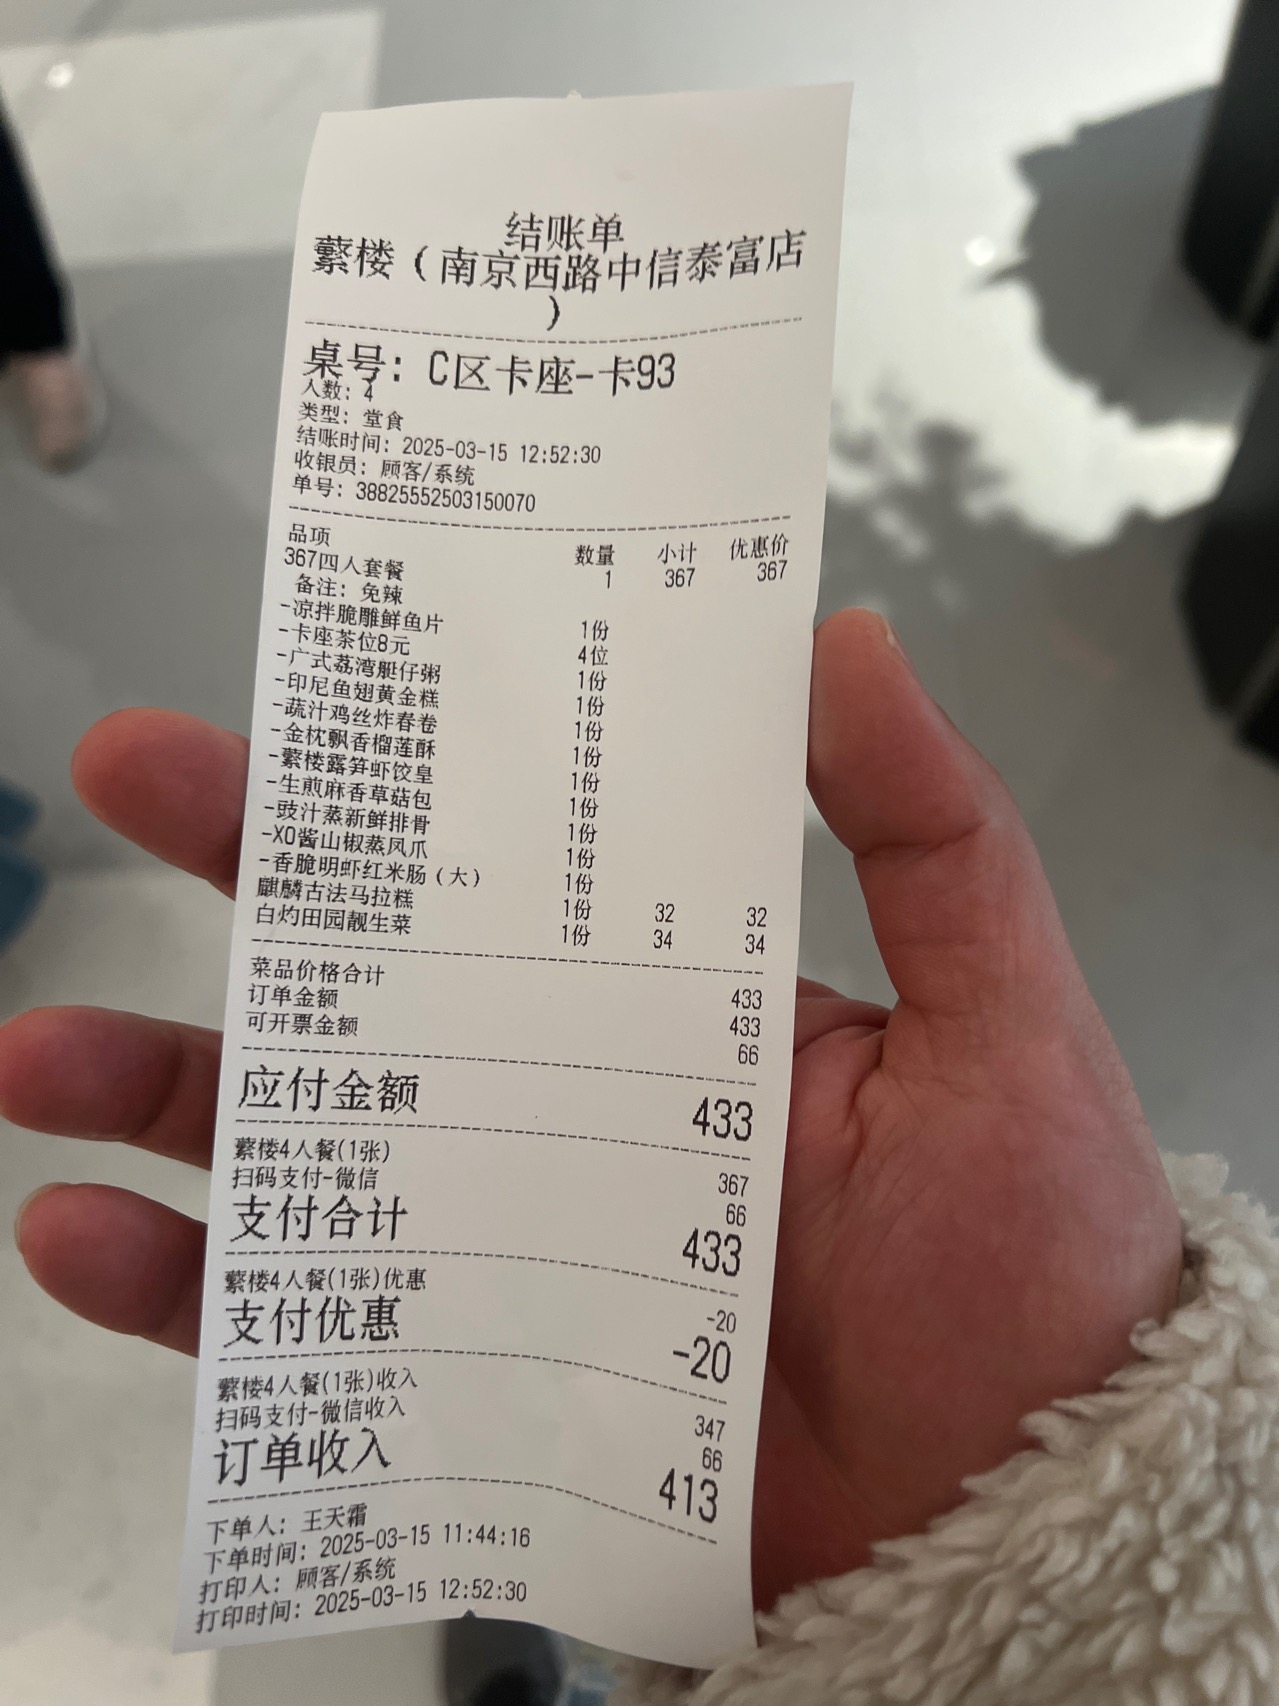 结账单
蘩楼（南京西路中信泰富店
）
桌号：C区卡座-卡93
人数：4
类型：堂食
结账时间：2025-03-15 12:52:30
收银员：顾客/系统
单号：38825552503150070
品项 数量 小计 优惠价
367四人套餐 1 367 367
备注：免辣
-凉拌脆雕鲜鱼片 1份
-卡座茶位8元 4位
-广式荔湾艇仔粥 1份
-印尼鱼翅黄金糕 1份
-蔬汁鸡丝炸春卷 1份
-金枕飘香榴莲酥 1份
-蘩楼露笋虾饺皇 1份
-生煎麻香草菇包 1份
-豉汁蒸新鲜排骨 1份
-XO酱山椒蒸凤爪 1份
-香脆明虾红米肠（大） 1份
麒麟古法马拉糕 1份 32 32
白灼田园靓生菜 1份 34 34
菜品价格合计 433
订单金额 433
可开票金额 66
应付金额 433
蘩楼4人餐(1张) 367
扫码支付-微信 66
支付合计 433
蘩楼4人餐(1张)优惠 -20
支付优惠 -20
蘩楼4人餐(1张)收入 347
扫码支付-微信收入 66
订单收入 413
下单人：王天霜
下单时间：2025-03-15 11:44:16
打印人：顾客/系统
打印时间：2025-03-15 12:52:30